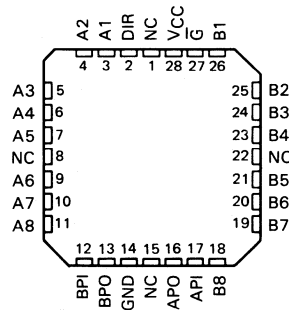 A2 A1 DIR NC VCC G̅ B1
4 3 2 1 28 27 26
A3 5 25 B2
A4 6 24 B3
A5 7 23 B4
NC 8 22 NC
A6 9 21 B5
A7 10 20 B6
A8 11 19 B7
12 13 14 15 16 17 18
BPI BPO GND NC APO API B8